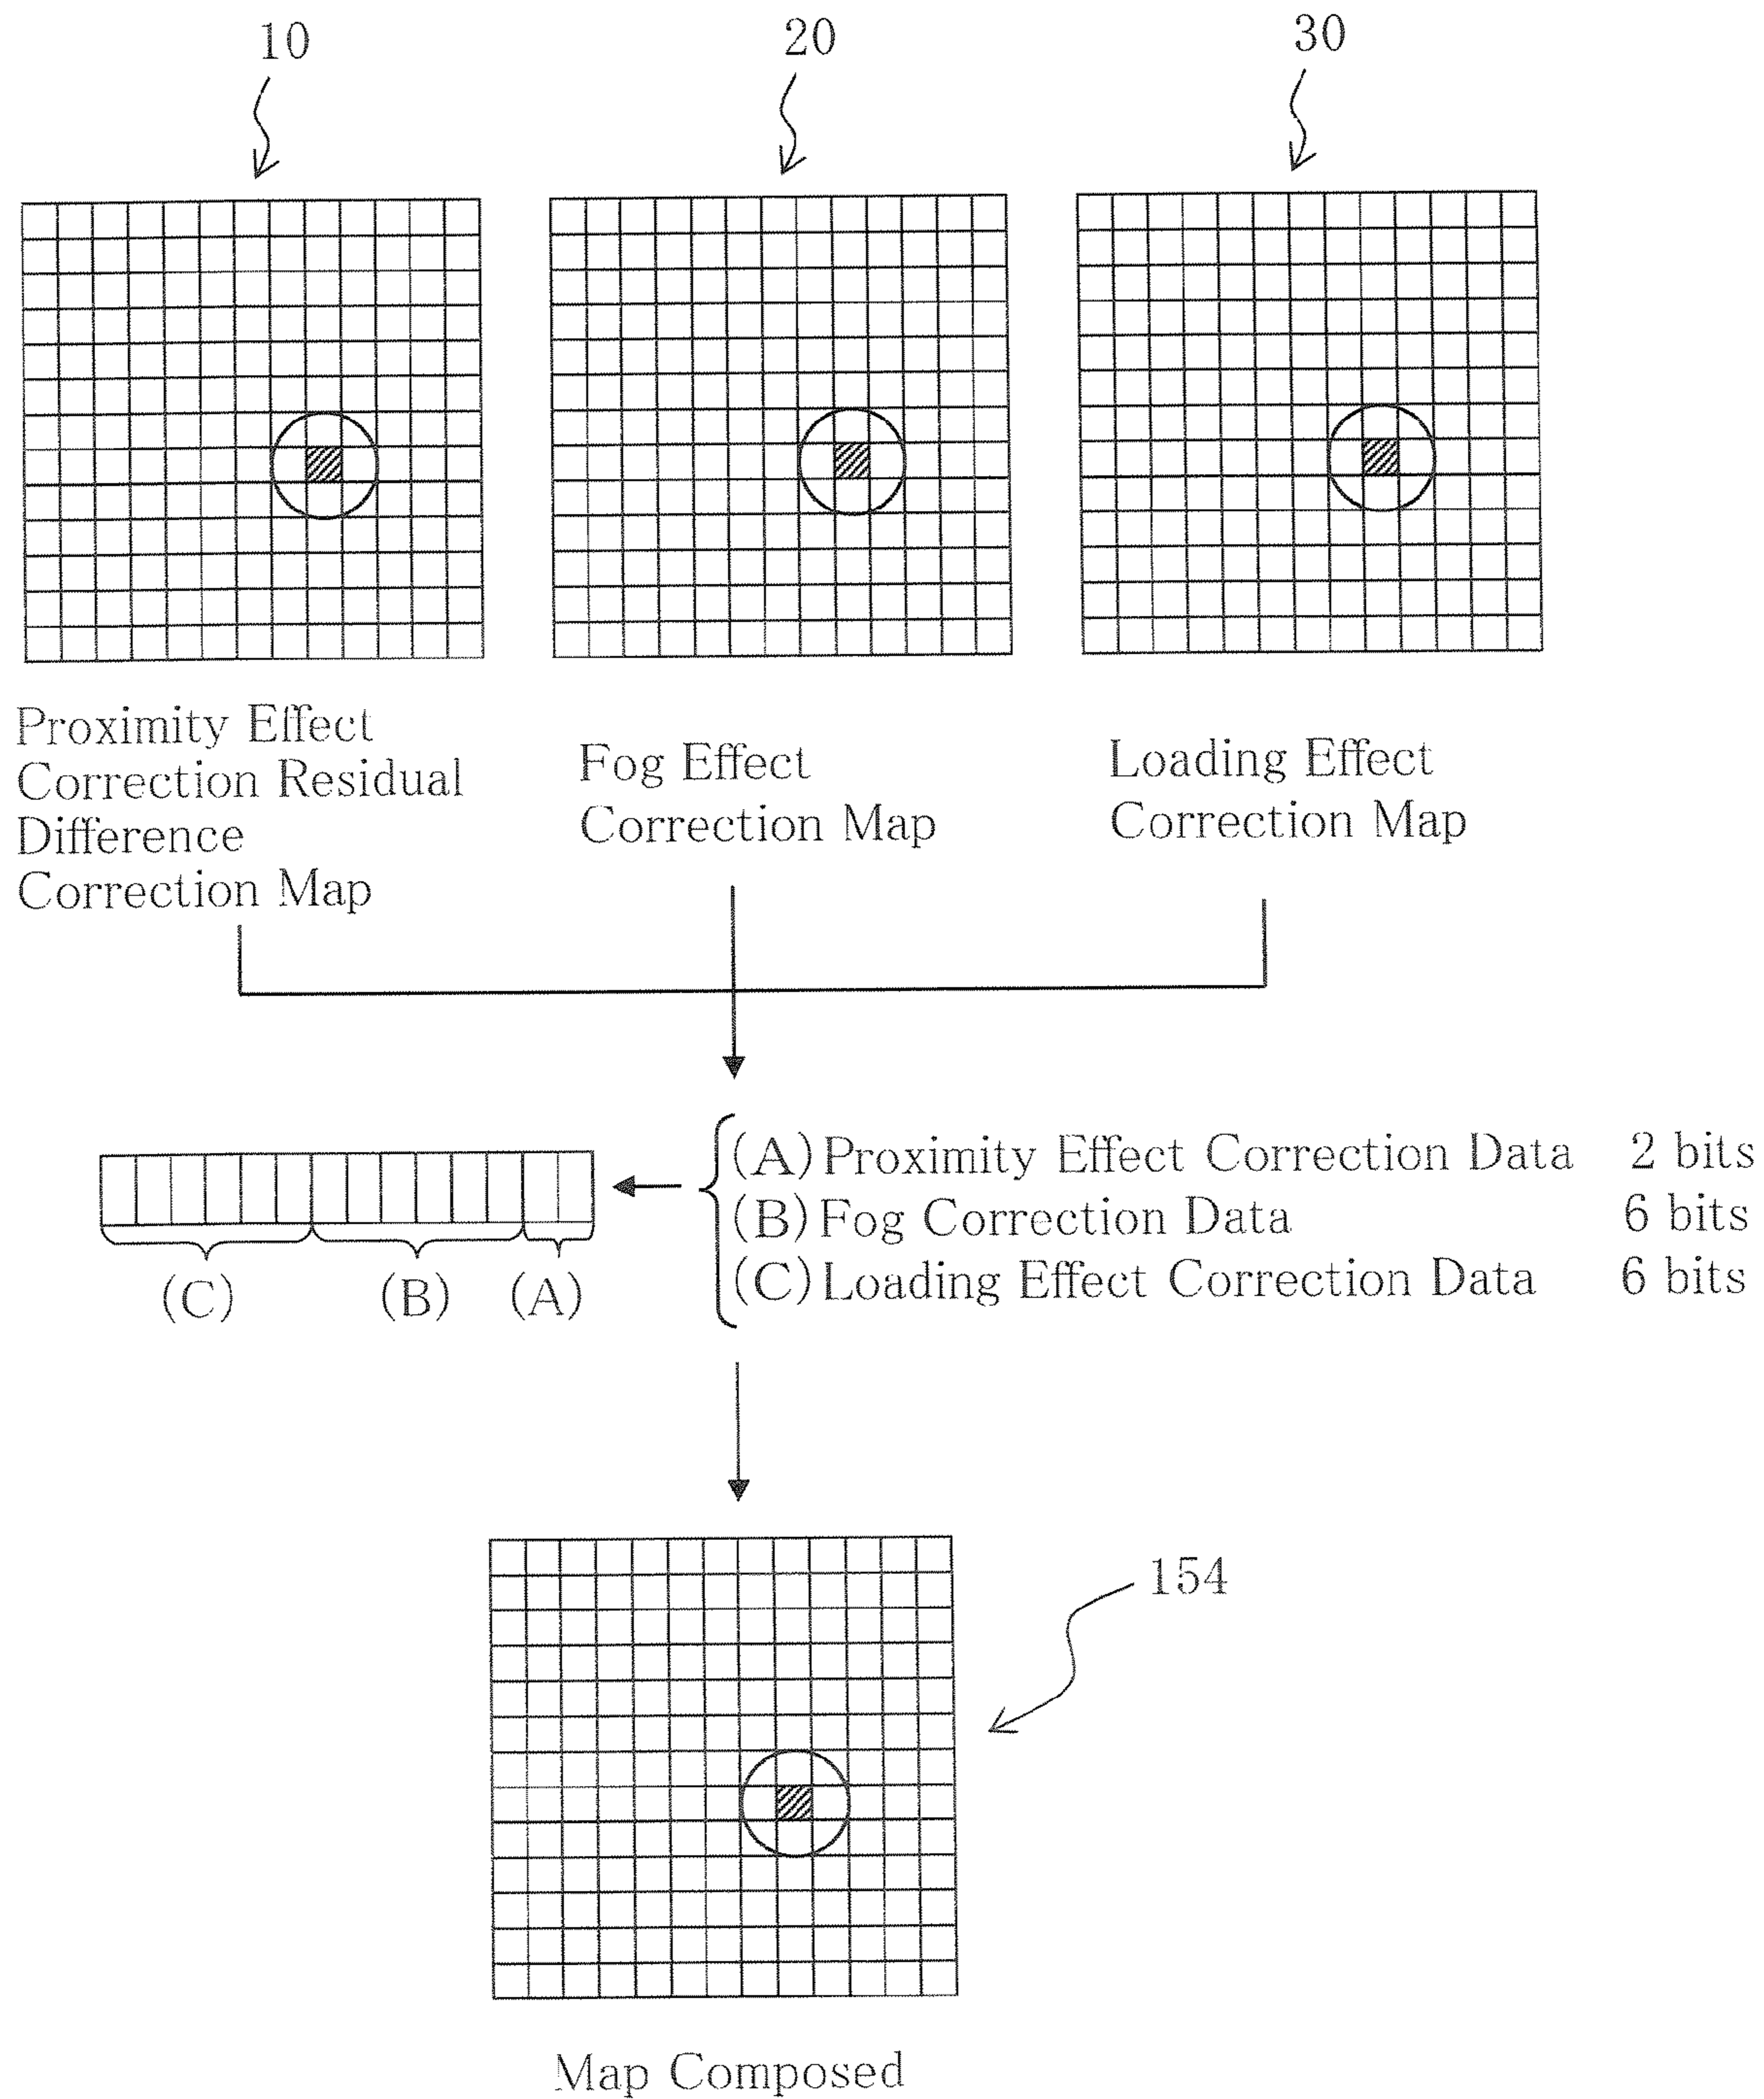 10
20
30
Proximity Effect
Correction Residual
Difference
Correction Map
Fog Effect
Correction Map
Loading Effect
Correction Map
(A) Proximity Effect Correction Data 2 bits
(B) Fog Correction Data 6 bits
(C) Loading Effect Correction Data 6 bits
(C) (B) (A)
154
Map Composed